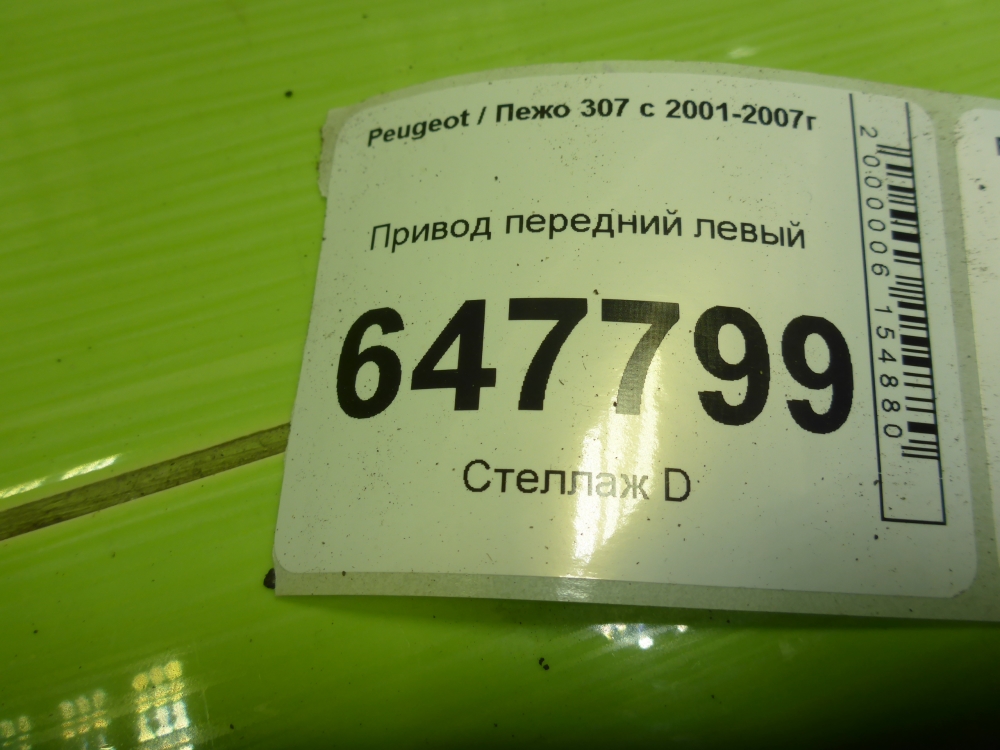 Peugeot / Пежо 307 с 2001-2007г
Привод передний левый
647799
Стеллаж D
2000006154880